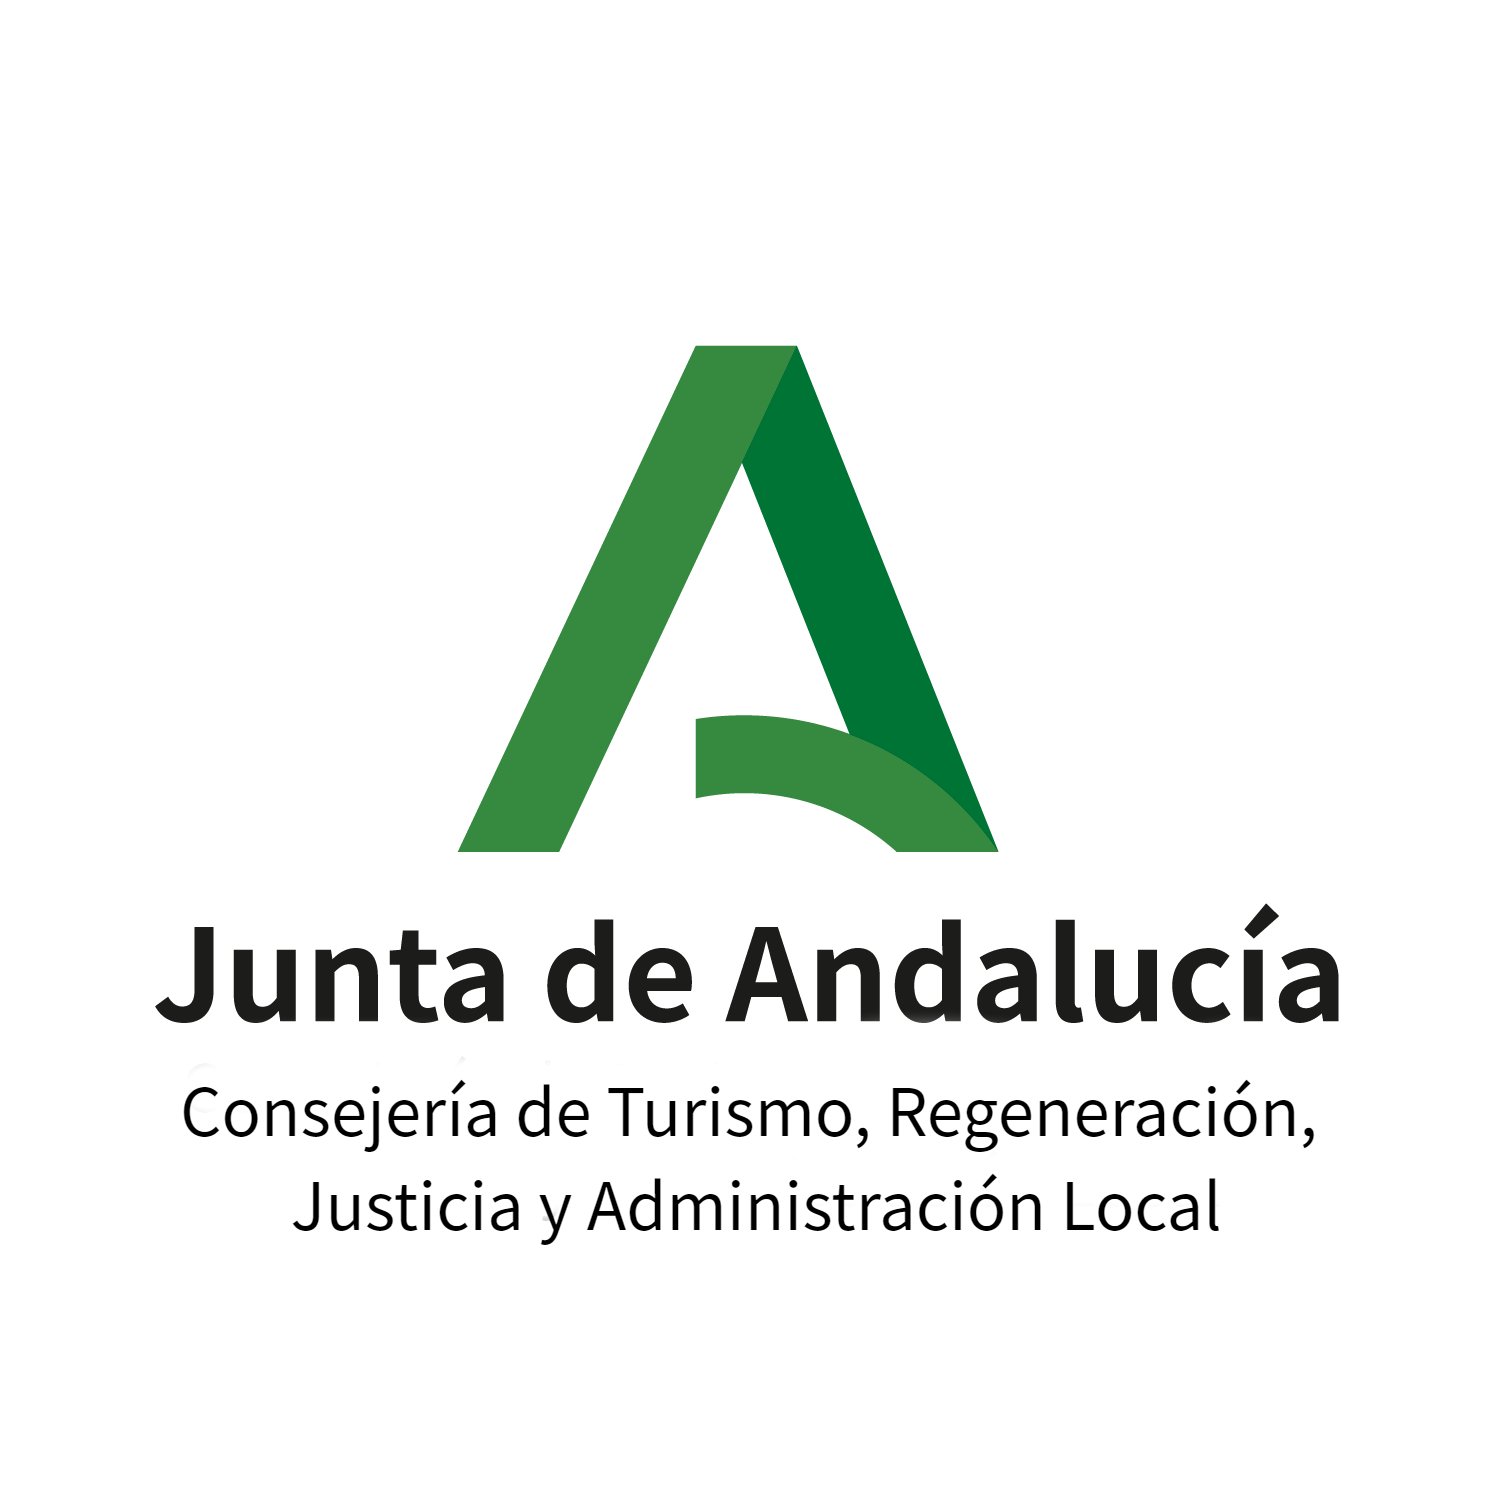 Junta de Andalucía
Consejería de Turismo, Regeneración,
Justicia y Administración Local